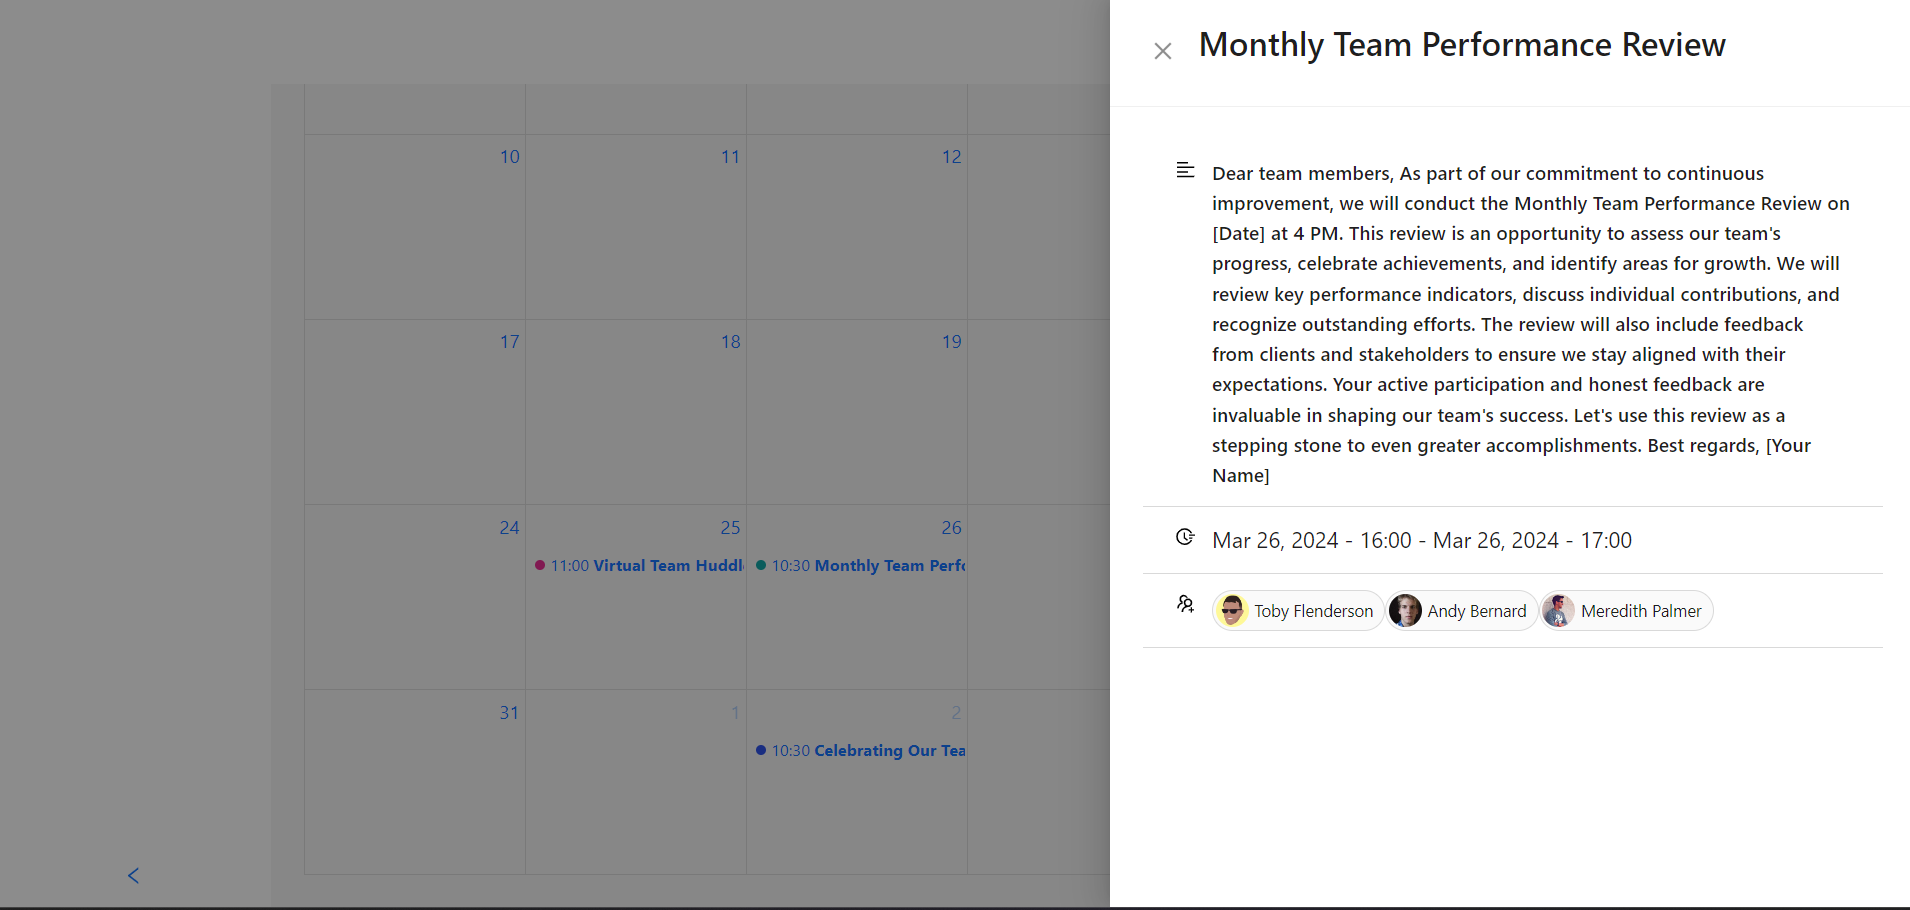 Monthly Team Performance Review
10
11
12
17
18
19
24
25
26
11:00 Virtual Team Huddl
10:30 Monthly Team Perfo
31
1
2
10:30 Celebrating Our Tea
Dear team members, As part of our commitment to continuous
improvement, we will conduct the Monthly Team Performance Review on
[Date] at 4 PM. This review is an opportunity to assess our team's
progress, celebrate achievements, and identify areas for growth. We will
review key performance indicators, discuss individual contributions, and
recognize outstanding efforts. The review will also include feedback
from clients and stakeholders to ensure we stay aligned with their
expectations. Your active participation and honest feedback are
invaluable in shaping our team's success. Let's use this review as a
stepping stone to even greater accomplishments. Best regards, [Your
Name]
Mar 26, 2024 - 16:00 - Mar 26, 2024 - 17:00
Toby Flenderson
Andy Bernard
Meredith Palmer